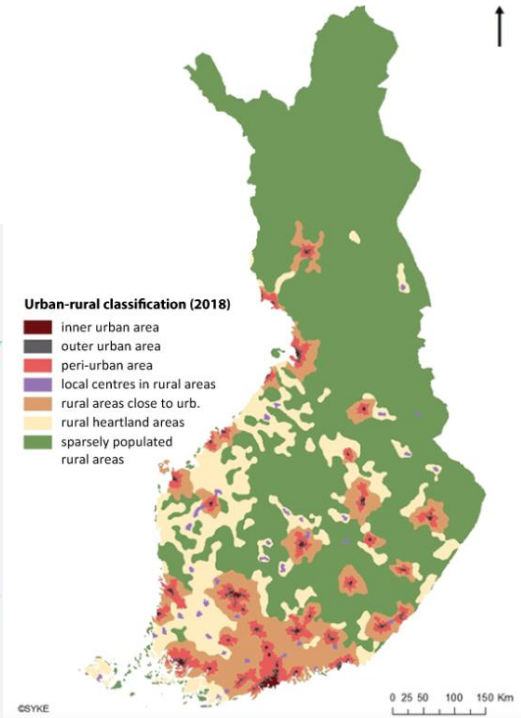 Urban-rural classification (2018)
inner urban area
outer urban area
peri-urban area
local centres in rural areas
rural areas close to urb.
rural heartland areas
sparsely populated
rural areas
0 25 50 100 150 Km
©SYKE